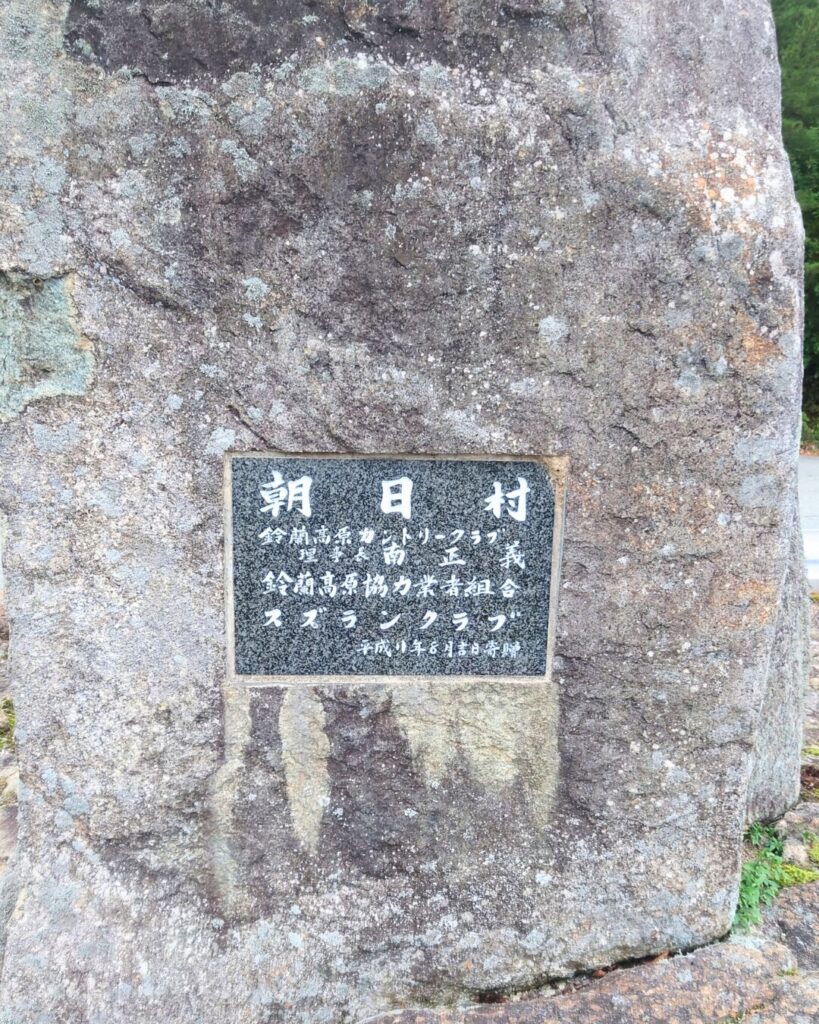 朝日村
鈴蘭高原カントリークラブ
理事長 南正義
鈴蘭高原協力業者組合
スズランクラブ
平成11年8月吉日寄贈